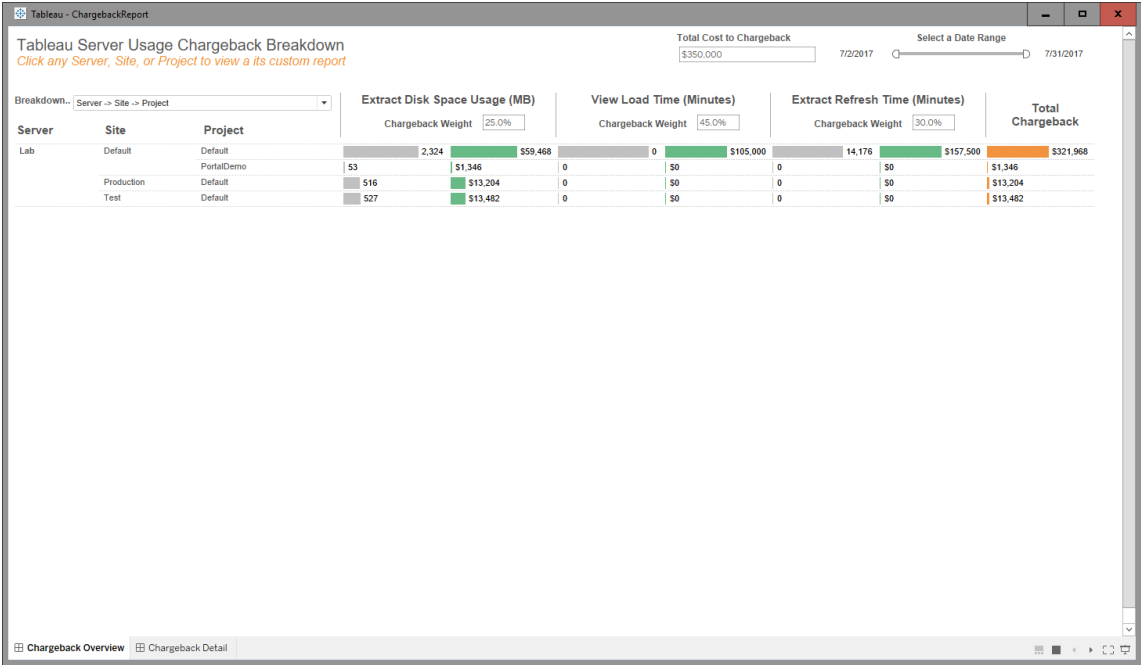 Tableau - ChargebackReport
Tableau Server Usage Chargeback Breakdown
Click any Server, Site, or Project to view a its custom report
Total Cost to Chargeback
$350,000
Select a Date Range
7/2/2017 7/31/2017
Breakdown.. Server -> Site -> Project
Extract Disk Space Usage (MB) View Load Time (Minutes) Extract Refresh Time (Minutes) Total Chargeback
Chargeback Weight 25.0% Chargeback Weight 45.0% Chargeback Weight 30.0%
Server Site Project
Lab Default Default 2,324 $59,468 0 $105,000 14,176 $157,500 $321,968
PortalDemo 53 $1,346 0 $0 0 $0 $1,346
Production Default 516 $13,204 0 $0 0 $0 $13,204
Test Default 527 $13,482 0 $0 0 $0 $13,482
Chargeback Overview Chargeback Detail